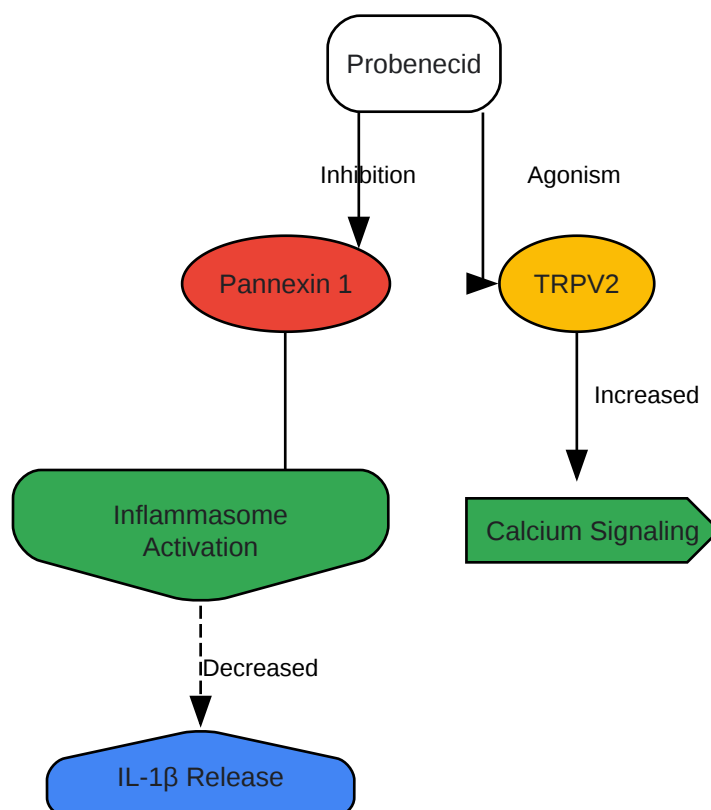 Probenecid
Inhibition
Agonism
Pannexin 1
TRPV2
Increased
Inflammasome
Activation
Calcium Signaling
Decreased
IL-1β Release